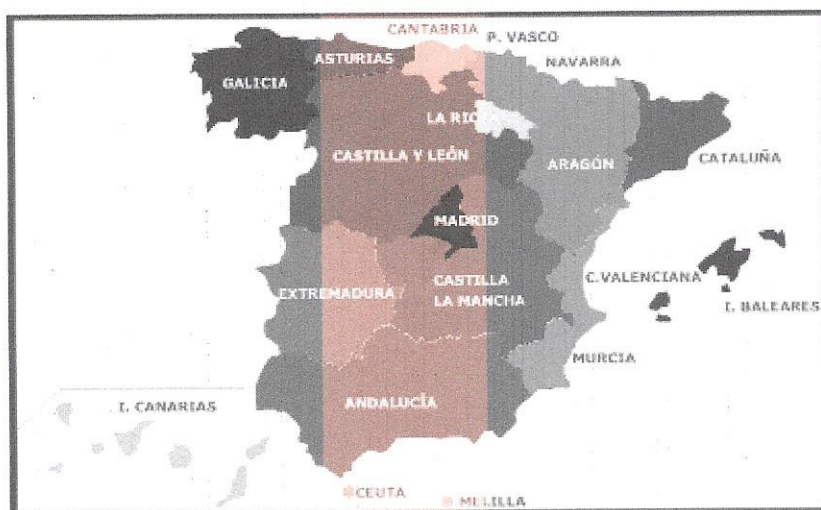 CANTABRIA
P. VASCO
ASTURIAS
NAVARRA
GALICIA
LA RIOJA
CASTILLA Y LEÓN
ARAGÓN
CATALUÑA
MADRID
EXTREMADURA
CASTILLA
LA MANCHA
C.VALENCIANA
I. BALEARES
MURCIA
I. CANARIAS
ANDALUCÍA
CEUTA
MELILLA